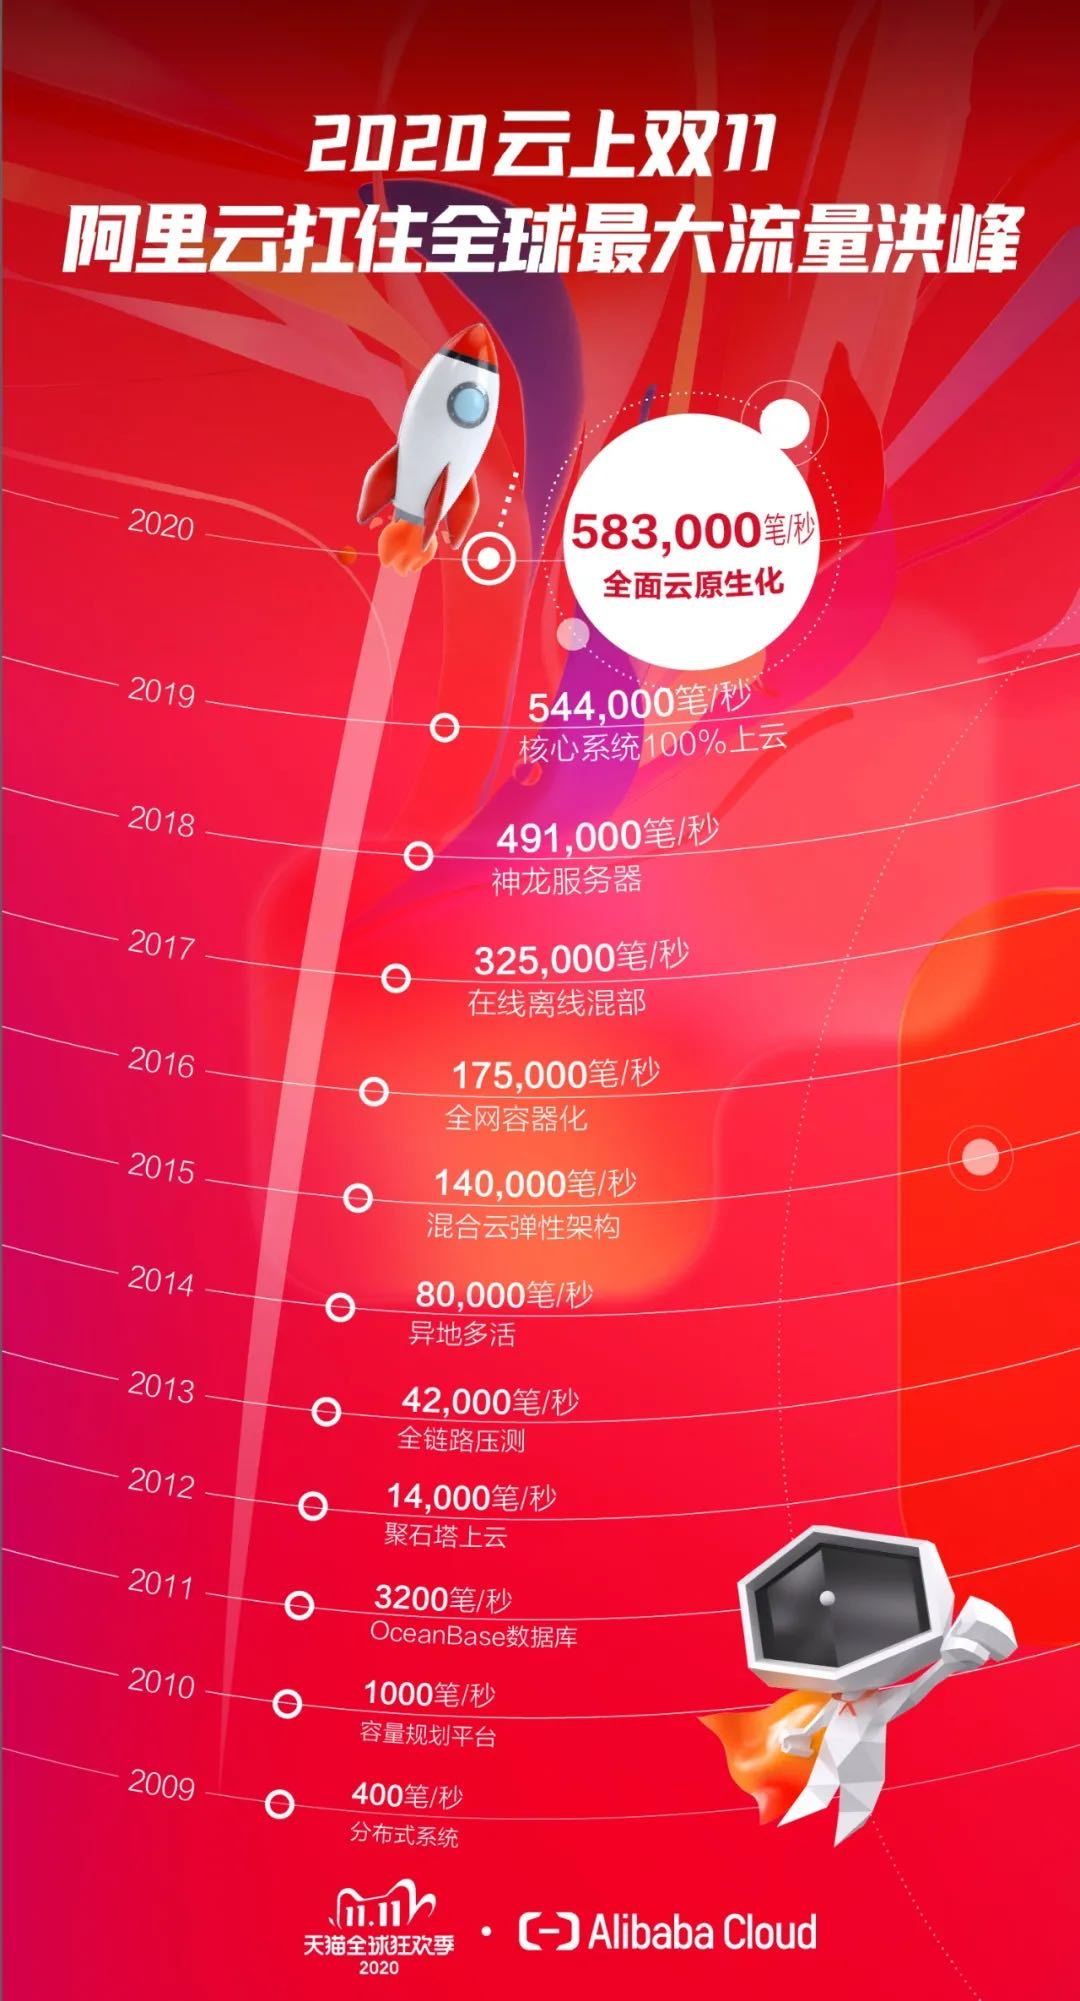 2020云上双11
阿里云扛住全球最大流量洪峰
2020
583,000笔/秒
全面云原生化
2019
544,000笔/秒
核心系统100%上云
2018
491,000笔/秒
神龙服务器
2017
325,000笔/秒
在线离线混部
2016
175,000笔/秒
全网容器化
2015
140,000笔/秒
混合云弹性架构
2014
80,000笔/秒
异地多活
2013
42,000笔/秒
全链路压测
2012
14,000笔/秒
聚石塔上云
2011
3200笔/秒
OceanBase数据库
2010
1000笔/秒
容量规划平台
2009
400笔/秒
分布式系统
11.11
天猫全球狂欢季
2020
Alibaba Cloud